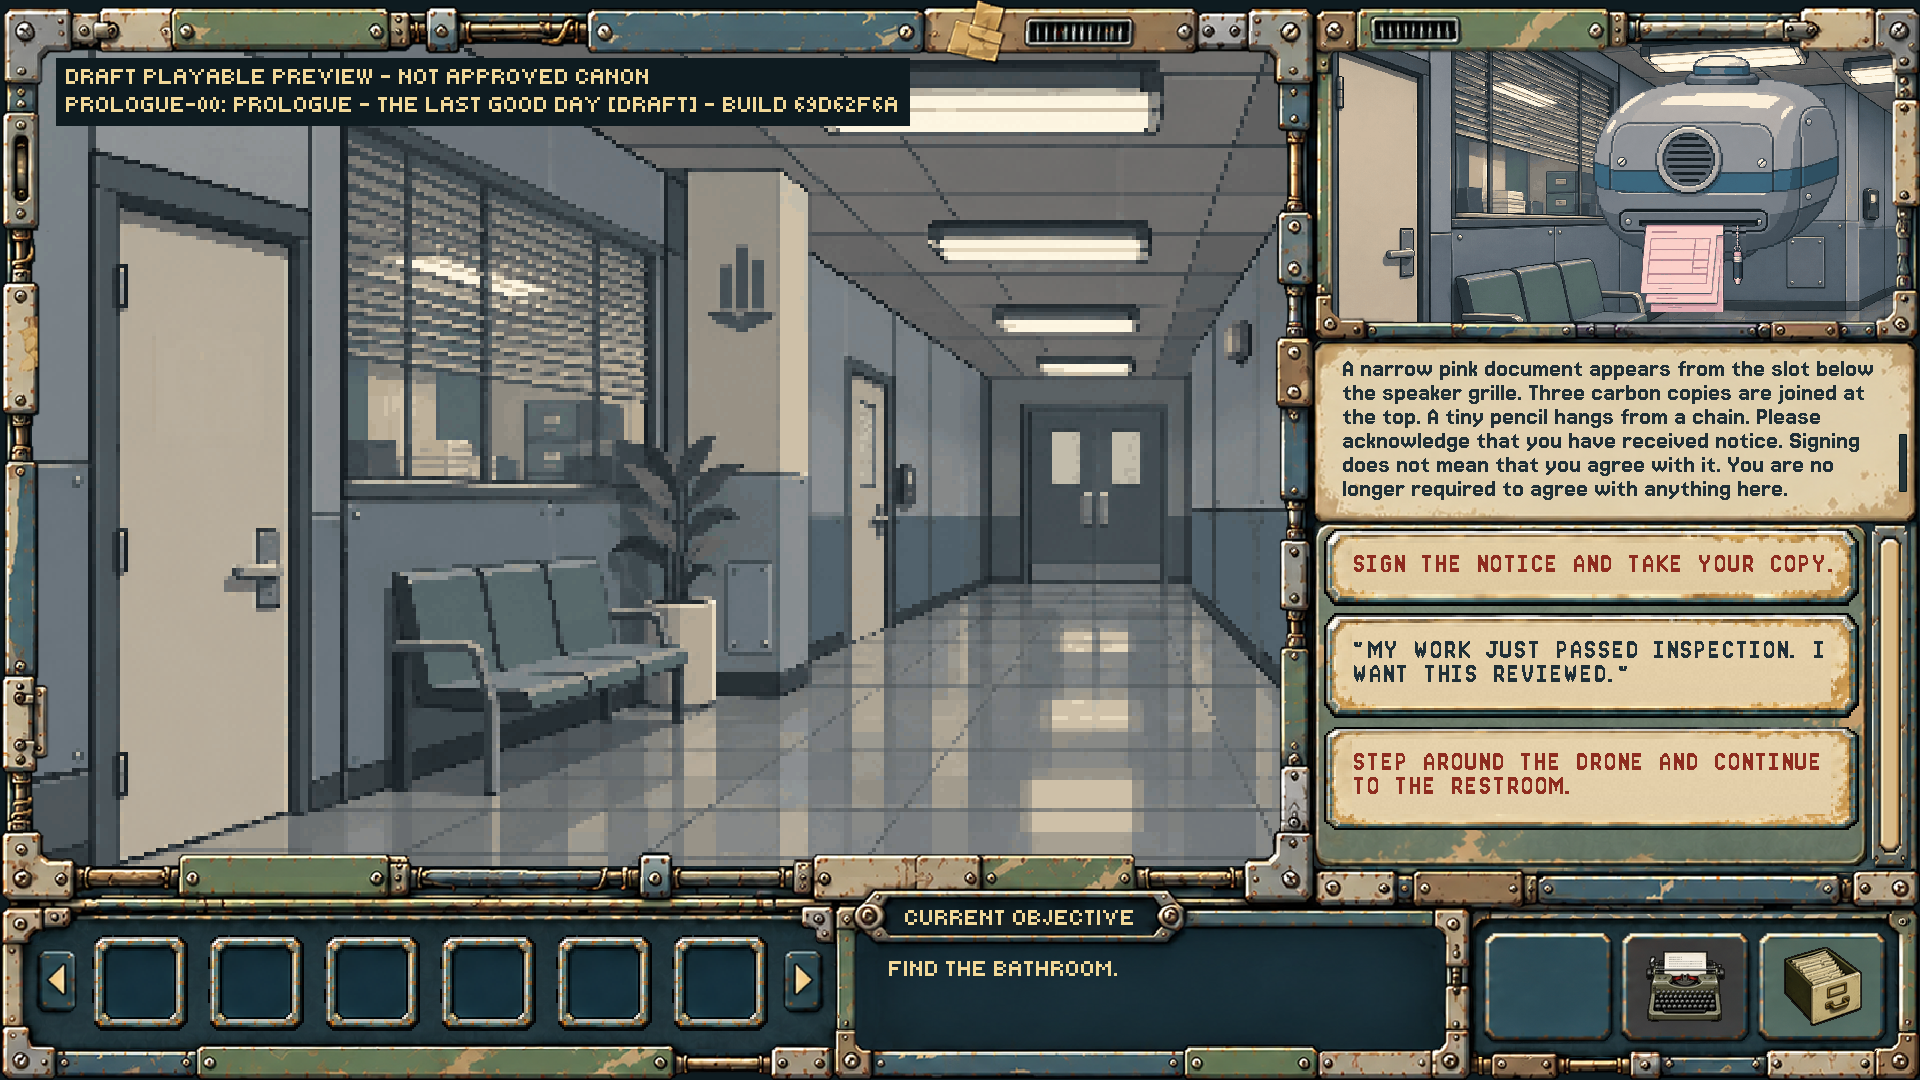 DRAFT PLAYABLE PREVIEW - NOT APPROVED CANON
PROLOGUE-00: PROLOGUE - THE LAST GOOD DAY [DRAFT] - BUILD 69D62F6A
A narrow pink document appears from the slot below
the speaker grille. Three carbon copies are joined at
the top. A tiny pencil hangs from a chain. Please
acknowledge that you have received notice. Signing
does not mean that you agree with it. You are no
longer required to agree with anything here.
SIGN THE NOTICE AND TAKE YOUR COPY.
"MY WORK JUST PASSED INSPECTION. I
WANT THIS REVIEWED."
STEP AROUND THE DRONE AND CONTINUE
TO THE RESTROOM.
CURRENT OBJECTIVE
FIND THE BATHROOM.